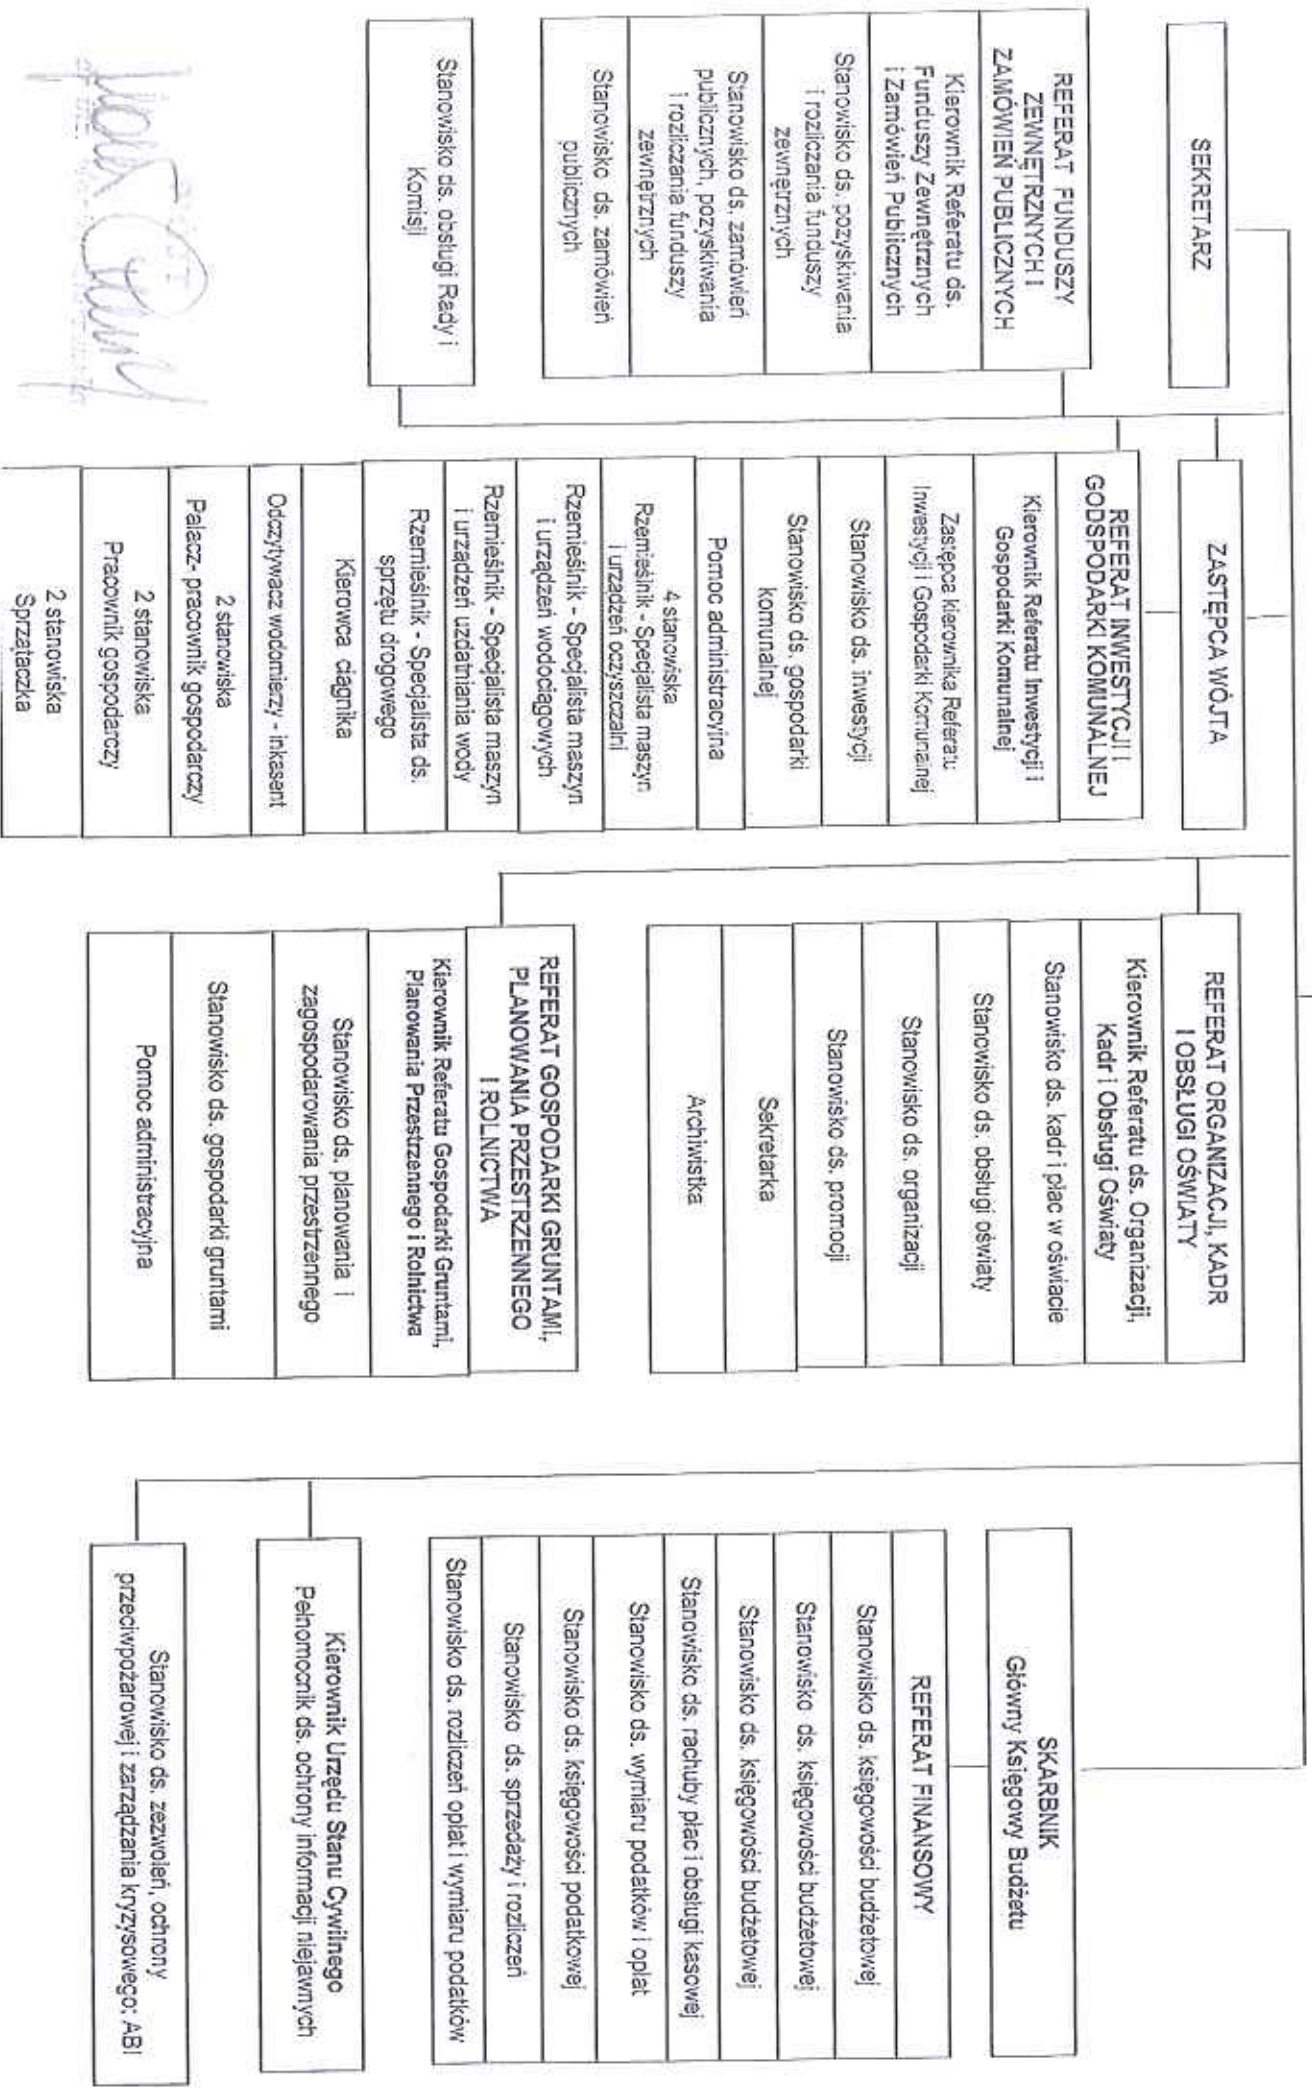 SEKRETARZ
REFERAT FUNDUSZY
ZEWNĘTRZNYCH I
ZAMÓWIEŃ PUBLICZNYCH
Kierownik Referatu ds.
Funduszy Zewnętrznych
i Zamówień Publicznych
Stanowisko ds. pozyskiwania
i rozliczania funduszy
zewnętrznych
Stanowisko ds. zamówień
publicznych, pozyskiwania
i rozliczania funduszy
zewnętrznych
Stanowisko ds. zamówień
publicznych
Stanowisko ds. obsługi Rady i
Komisji
ZASTĘPCA WÓJTA
REFERAT INWESTYCJI I
GODSPODARKI KOMUNALNEJ
Kierownik Referatu Inwestycji i
Gospodarki Komunalnej
Zastępca kierownika Referatu
Inwestycji i Gospodarki Komunalnej
Stanowisko ds. inwestycji
Stanowisko ds. gospodarki
komunalnej
Pomoc administracyjna
4 stanowiska
Rzemieślnik - Specjalista maszyn
i urządzeń oczyszczalni
Rzemieślnik - Specjalista maszyn
i urządzeń wodociągowych
Rzemieślnik - Specjalista maszyn
i urządzeń uzdatniania wody
Rzemieślnik - Specjalista ds.
sprzętu drogowego
Kierowca ciągnika
Odczytywacz wodomierzy - inkasent
2 stanowiska
Palacz- pracownik gospodarczy
2 stanowiska
Pracownik gospodarczy
2 stanowiska
Sprzątaczka
REFERAT ORGANIZACJI, KADR
I OBSŁUGI OŚWIATY
Kierownik Referatu ds. Organizacji,
Kadr i Obsługi Oświaty
Stanowisko ds. kadr i płac w oświacie
Stanowisko ds. obsługi oświaty
Stanowisko ds. organizacji
Stanowisko ds. promocji
Sekretarka
Archiwistka
REFERAT GOSPODARKI GRUNTAMI,
PLANOWANIA PRZESTRZENNEGO
I ROLNICTWA
Kierownik Referatu Gospodarki Gruntami,
Planowania Przestrzennego i Rolnictwa
Stanowisko ds. planowania i
zagospodarowania przestrzennego
Stanowisko ds. gospodarki gruntami
Pomoc administracyjna
SKARBNIK
Główny Księgowy Budżetu
REFERAT FINANSOWY
Stanowisko ds. księgowości budżetowej
Stanowisko ds. księgowości budżetowej
Stanowisko ds. księgowości budżetowej
Stanowisko ds. rachuby płac i obsługi kasowej
Stanowisko ds. wymiaru podatków i opłat
Stanowisko ds. księgowości podatkowej
Stanowisko ds. sprzedaży i rozliczeń
Stanowisko ds. rozliczeń opłat i wymiaru podatków
Kierownik Urzędu Stanu Cywilnego
Pełnomocnik ds. ochrony informacji niejawnych
Stanowisko ds. zezwoleń, ochrony
przeciwpożarowej i zarządzania kryzysowego; ABI